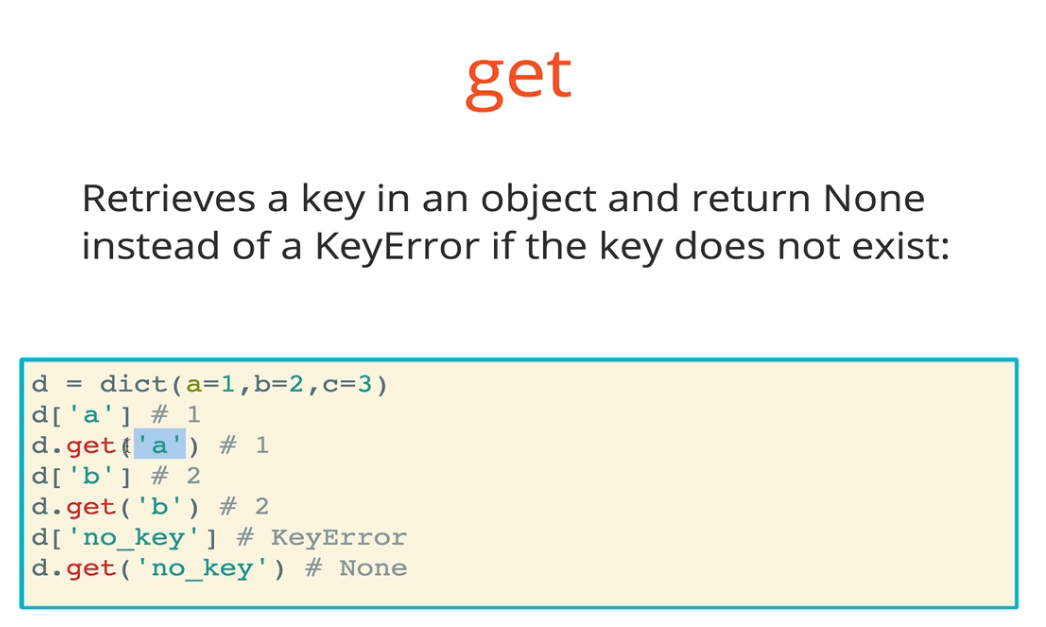 get
Retrieves a key in an object and return None
instead of a KeyError if the key does not exist:
d = dict(a=1,b=2,c=3)
d['a'] # 1
d.get('a') # 1
d['b'] # 2
d.get('b') # 2
d['no_key'] # KeyError
d.get('no_key') # None